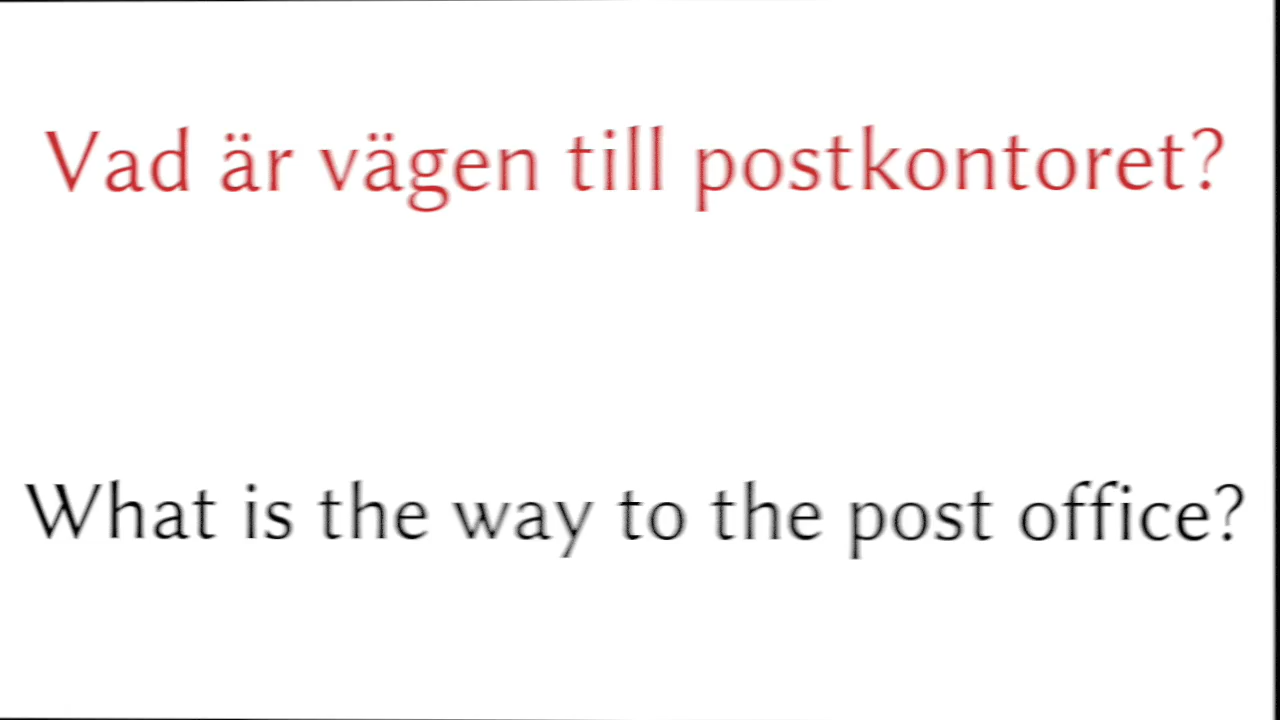 Vad är vägen till postkontoret?
What is the way to the post office?